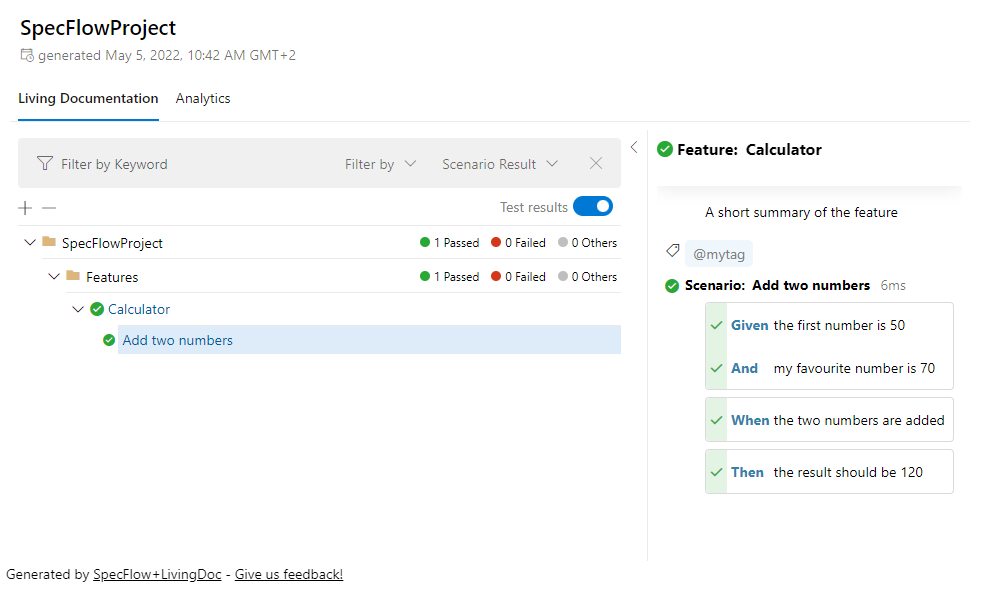 SpecFlowProject
generated May 5, 2022, 10:42 AM GMT+2
Living Documentation Analytics
Filter by Keyword Filter by Scenario Result
Test results
SpecFlowProject 1 Passed 0 Failed 0 Others
Features 1 Passed 0 Failed 0 Others
Calculator
Add two numbers
Feature: Calculator
A short summary of the feature
@mytag
Scenario: Add two numbers 6ms
Given the first number is 50
And my favourite number is 70
When the two numbers are added
Then the result should be 120
Generated by SpecFlow+LivingDoc - Give us feedback!